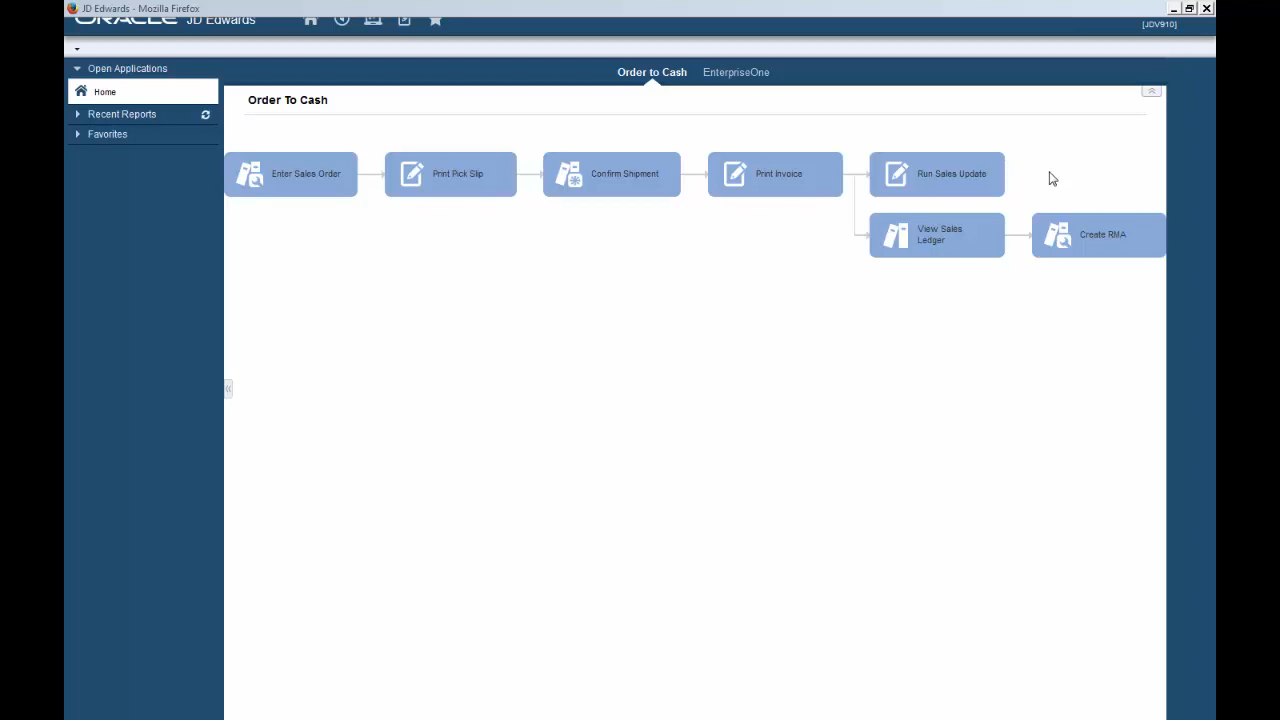 JD Edwards - Mozilla Firefox
ORACLE JD Edwards
[JDV910]
Open Applications
Home
Recent Reports
Favorites
Order to Cash EnterpriseOne
Order To Cash
Enter Sales Order
Print Pick Slip
Confirm Shipment
Print Invoice
Run Sales Update
View Sales
Ledger
Create RMA